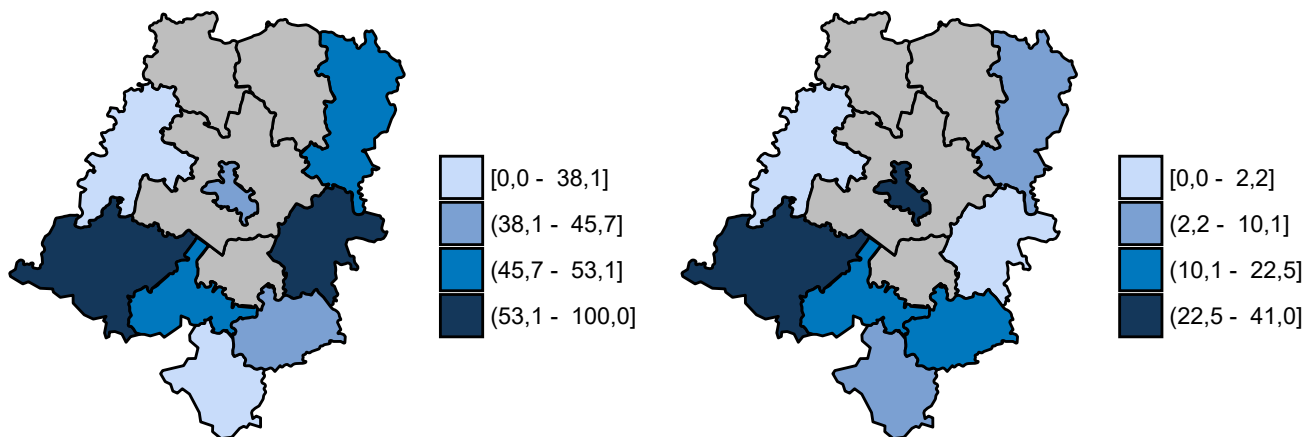 [0,0 - 38,1]
(38,1 - 45,7]
(45,7 - 53,1]
(53,1 - 100,0]
[0,0 - 2,2]
(2,2 - 10,1]
(10,1 - 22,5]
(22,5 - 41,0]